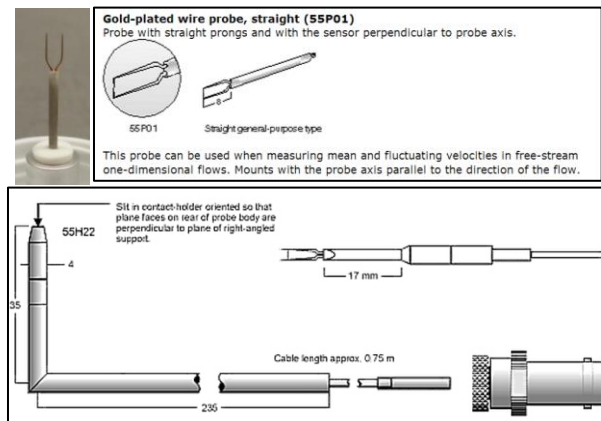 Gold-plated wire probe, straight (55P01)
Probe with straight prongs and with the sensor perpendicular to probe axis.
8
55P01
Straight general-purpose type
This probe can be used when measuring mean and fluctuating velocities in free-stream
one-dimensional flows. Mounts with the probe axis parallel to the direction of the flow.
Slit in contact-holder oriented so that
plane faces on rear of probe body are
perpendicular to plane of right-angled
support.
55H22
4
17 mm
35
Cable length approx. 0.75 m
235